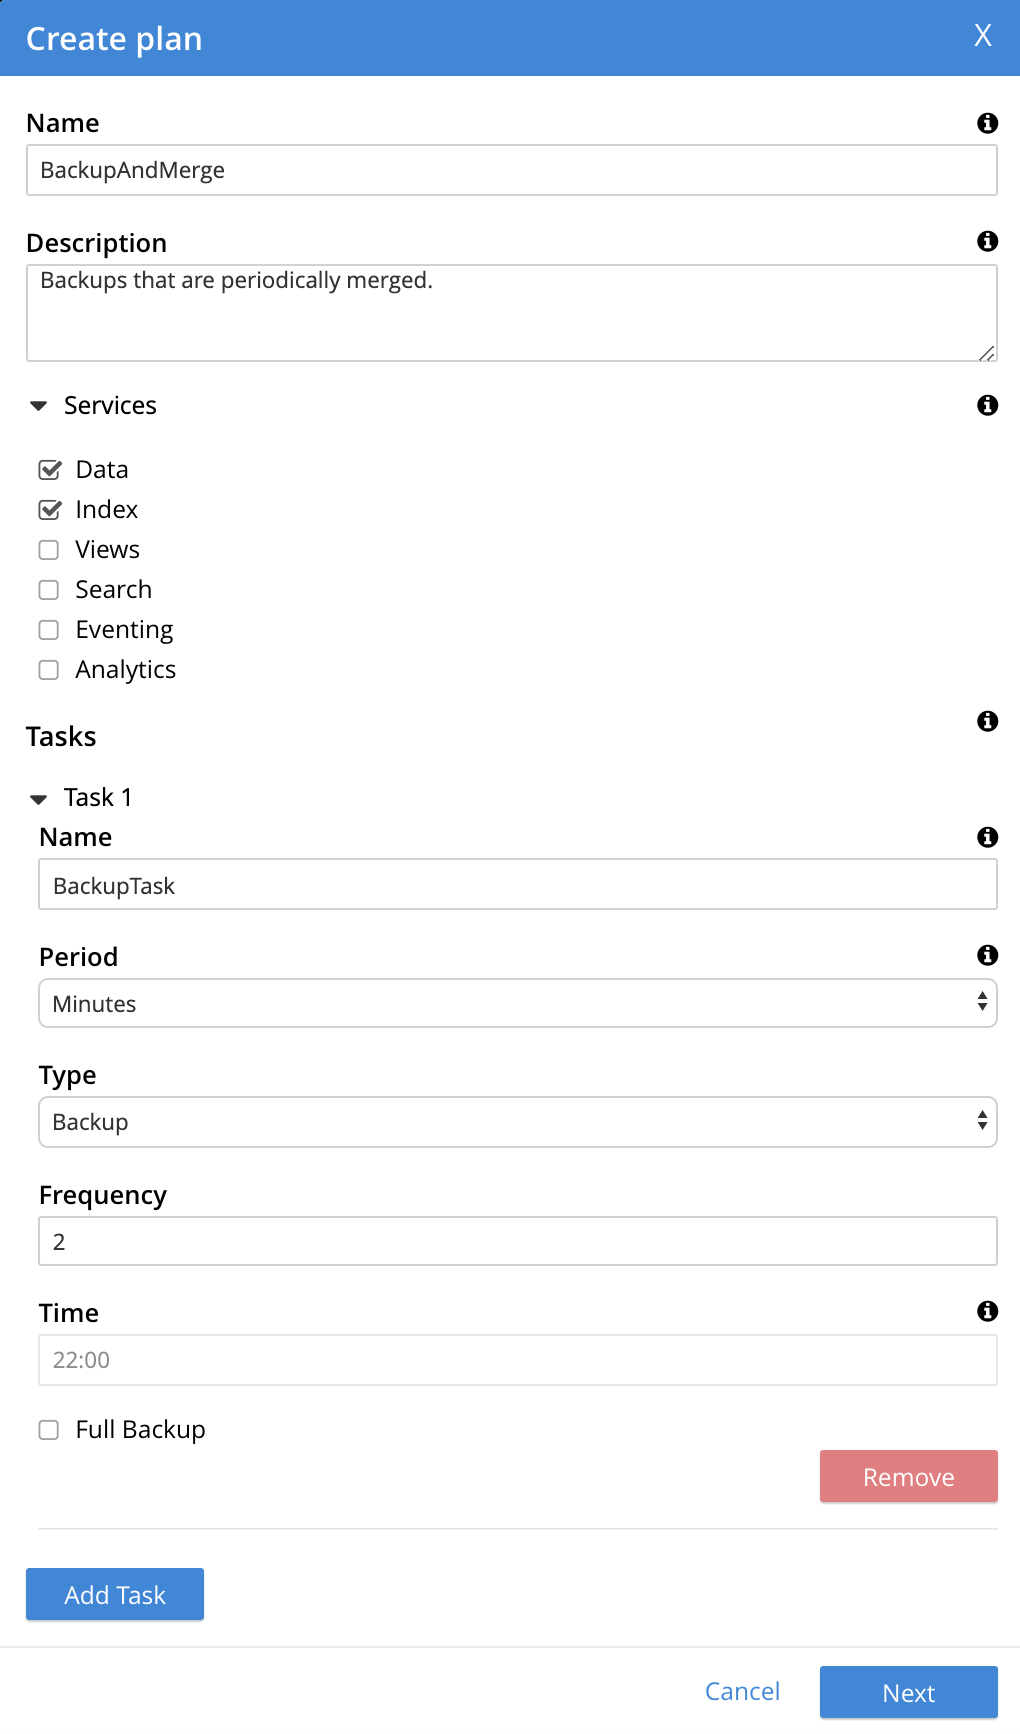 Create plan X
Name
BackupAndMerge
Description
Backups that are periodically merged.
Services
Data
Index
Views
Search
Eventing
Analytics
Tasks
Task 1
Name
BackupTask
Period
Minutes
Type
Backup
Frequency
2
Time
22:00
Full Backup
Remove
Add Task
Cancel Next